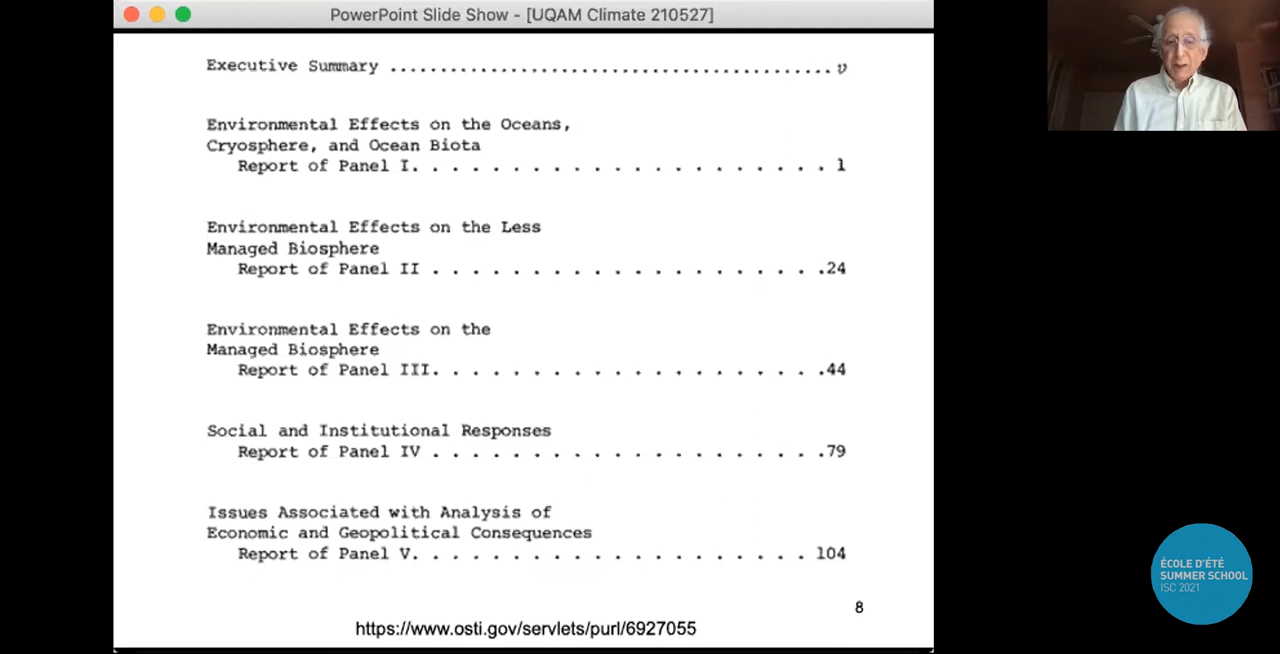 PowerPoint Slide Show - [UQAM Climate 210527]
Executive Summary ............................................ v
Environmental Effects on the Oceans,
Cryosphere, and Ocean Biota
Report of Panel I. . . . . . . . . . . . . . . . . . . . . 1
Environmental Effects on the Less
Managed Biosphere
Report of Panel II . . . . . . . . . . . . . . . . . . . .24
Environmental Effects on the
Managed Biosphere
Report of Panel III. . . . . . . . . . . . . . . . . . . .44
Social and Institutional Responses
Report of Panel IV . . . . . . . . . . . . . . . . . . . .79
Issues Associated with Analysis of
Economic and Geopolitical Consequences
Report of Panel V. . . . . . . . . . . . . . . . . . . . 104
8
https://www.osti.gov/servlets/purl/6927055
ÉCOLE D'ÉTÉ
SUMMER SCHOOL
ISC 2021